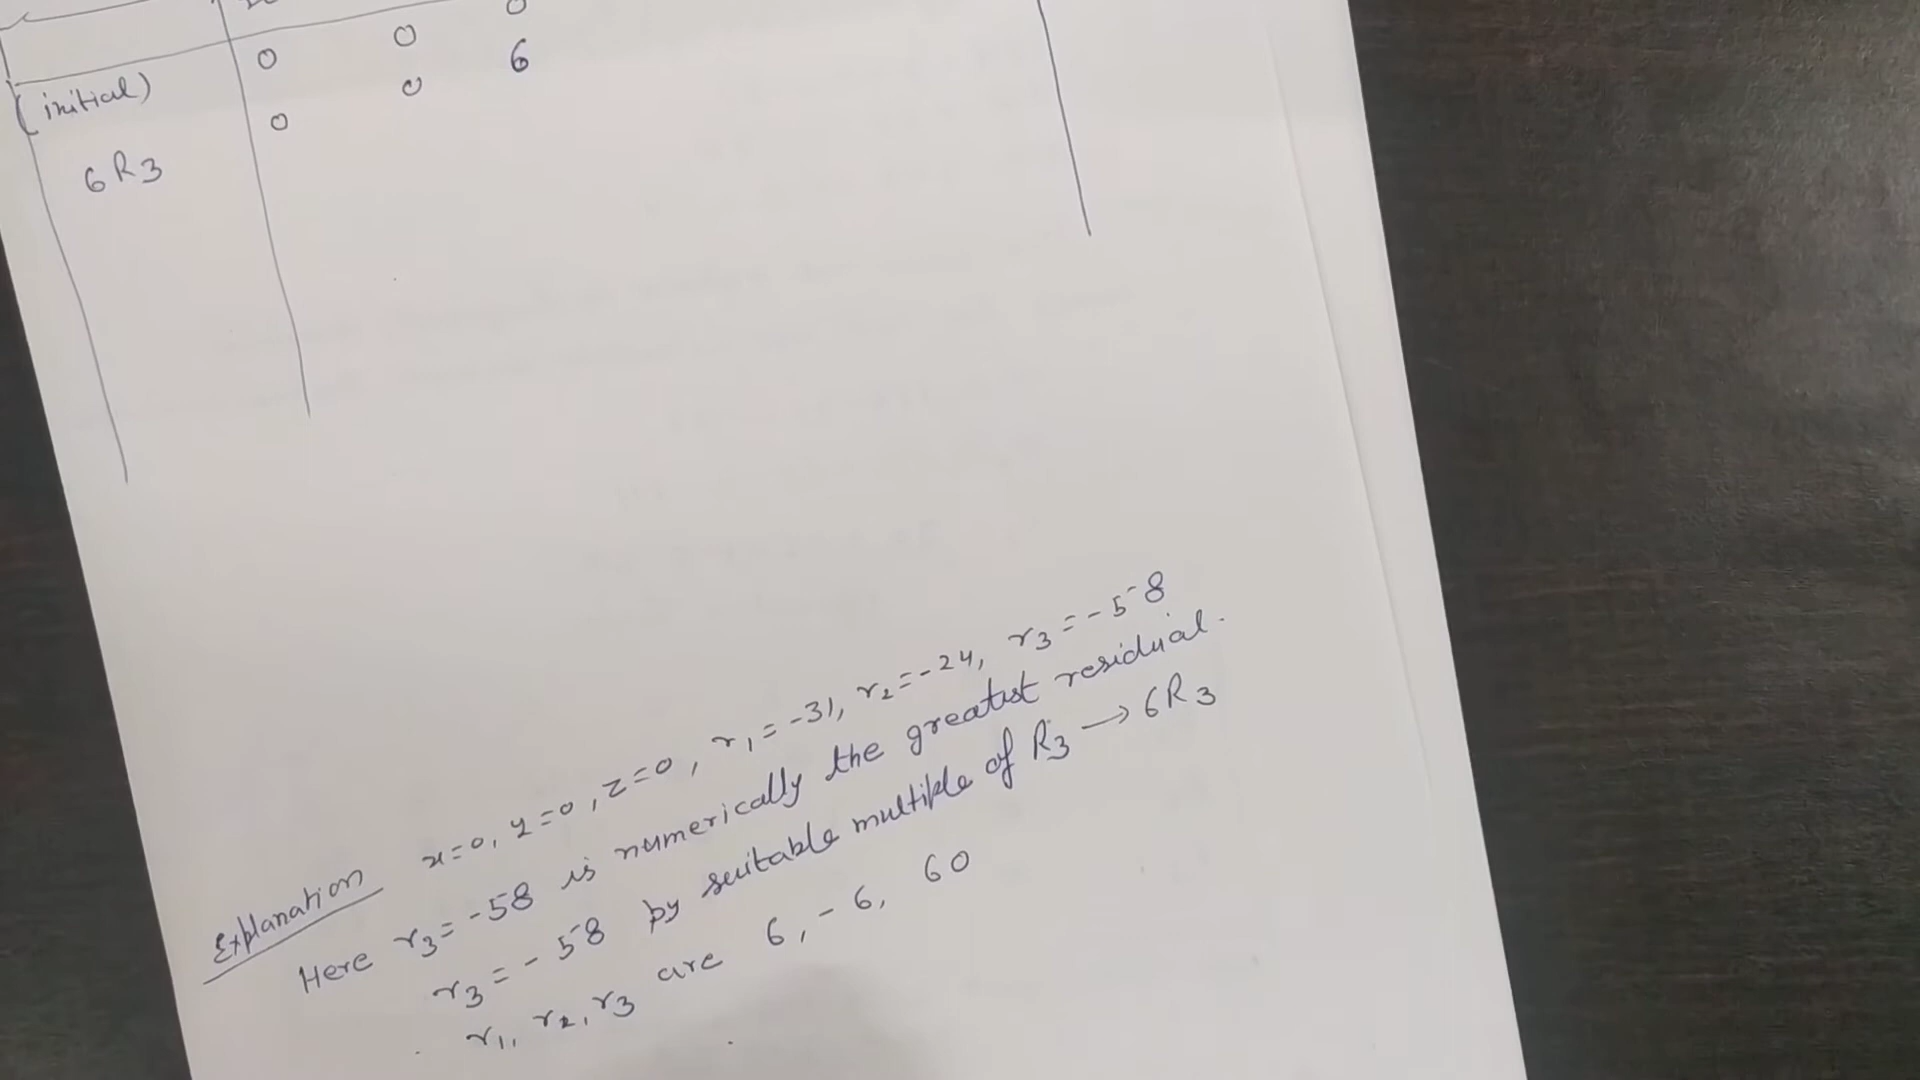 0 0 0
(initial) 0 0 6
6R3 0
Explanation x=0, y=0, z=0, r1=-31, r2=-24, r3=-58
Here r3=-58 is numerically the greatest residual.
r3=-58 by suitable multiple of R3 → 6R3
r1, r2, r3 are 6, -6, 60